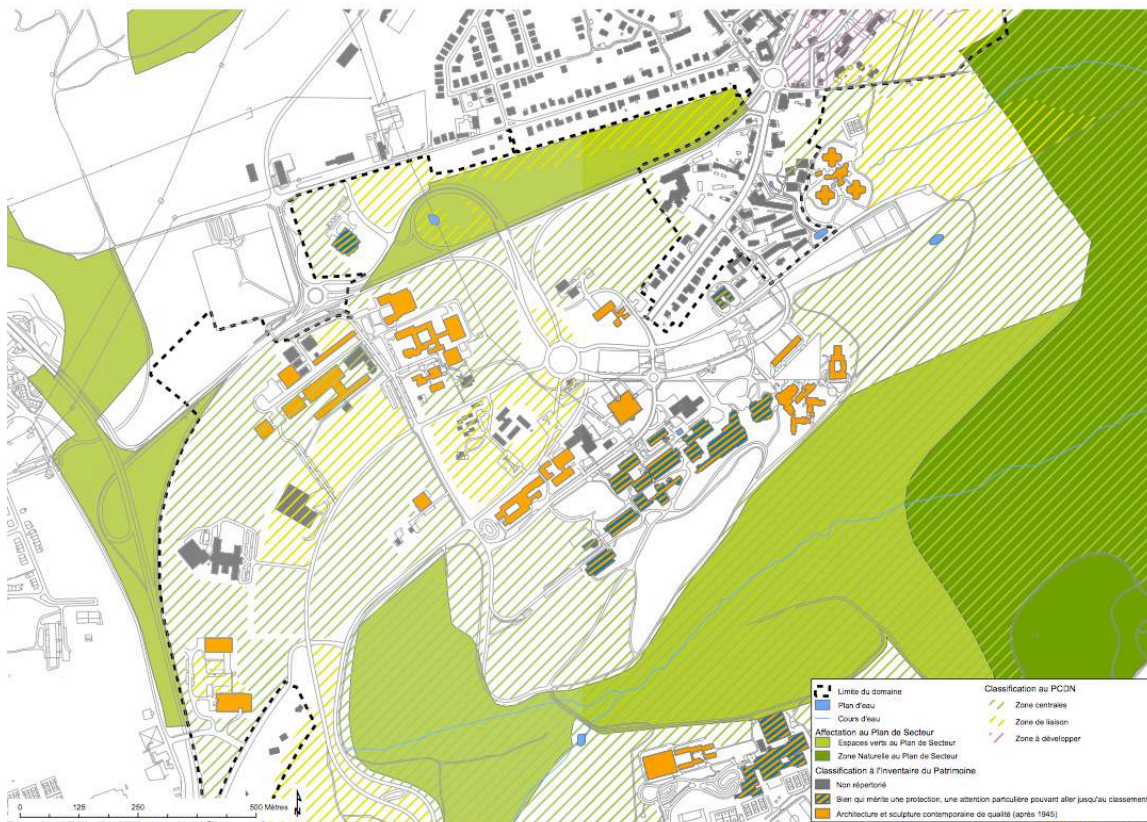 Limite du domaine
Plan d'eau
Cours d'eau
Affectation au Plan de Secteur
Espaces verts au Plan de Secteur
Zone Naturelle au Plan de Secteur
Classification à l'Inventaire du Patrimoine
Non répertorié
Bien qui mérite une protection, une attention particulière pouvant aller jusqu'au classement
Architecture et sculpture contemporaine de qualité (après 1945)
Classification au PCDN
Zone centrales
Zone de liaison
Zone à développer
0 125 250 500 Mètres
N